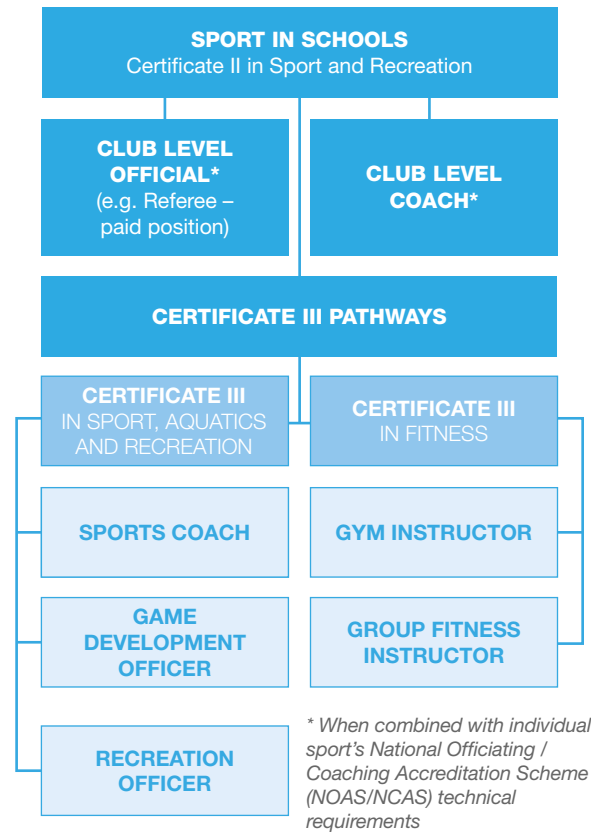 SPORT IN SCHOOLS
Certificate II in Sport and Recreation
CLUB LEVEL
OFFICIAL*
(e.g. Referee –
paid position)
CLUB LEVEL
COACH*
CERTIFICATE III PATHWAYS
CERTIFICATE III
IN SPORT, AQUATICS
AND RECREATION
CERTIFICATE III
IN FITNESS
SPORTS COACH
GYM INSTRUCTOR
GAME
DEVELOPMENT
OFFICER
GROUP FITNESS
INSTRUCTOR
RECREATION
OFFICER
* When combined with individual
sport's National Officiating /
Coaching Accreditation Scheme
(NOAS/NCAS) technical
requirements